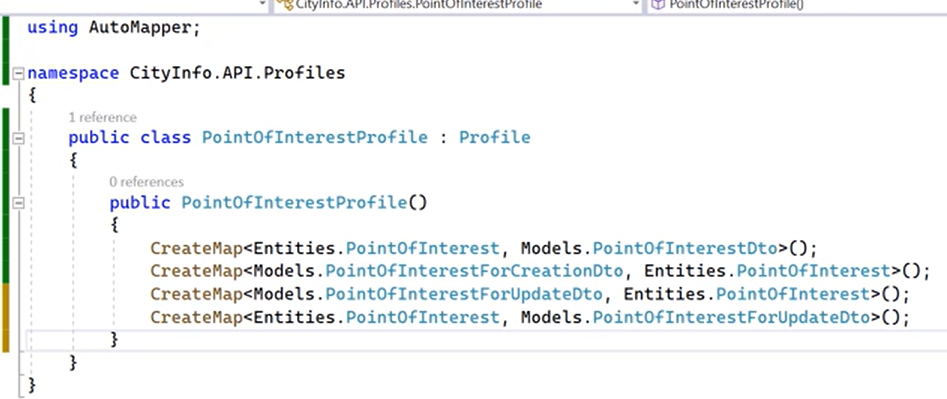 CityInfo.API.Profiles.PointOfInterestProfile PointOfInterestProfile()
using AutoMapper;
namespace CityInfo.API.Profiles
{
1 reference
public class PointOfInterestProfile : Profile
{
0 references
public PointOfInterestProfile()
{
CreateMap<Entities.PointOfInterest, Models.PointOfInterestDto>();
CreateMap<Models.PointOfInterestForCreationDto, Entities.PointOfInterest>();
CreateMap<Models.PointOfInterestForUpdateDto, Entities.PointOfInterest>();
CreateMap<Entities.PointOfInterest, Models.PointOfInterestForUpdateDto>();
}
}
}